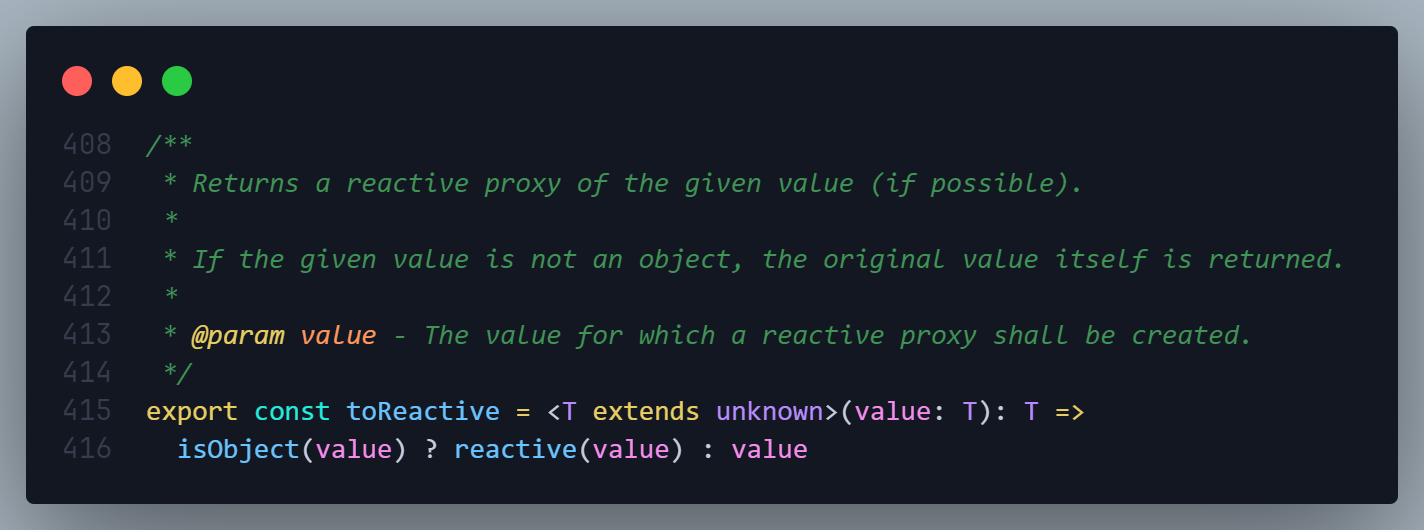 408 /**
409  * Returns a reactive proxy of the given value (if possible).
410  *
411  * If the given value is not an object, the original value itself is returned.
412  *
413  * @param value - The value for which a reactive proxy shall be created.
414  */
415 export const toReactive = <T extends unknown>(value: T): T =>
416   isObject(value) ? reactive(value) : value